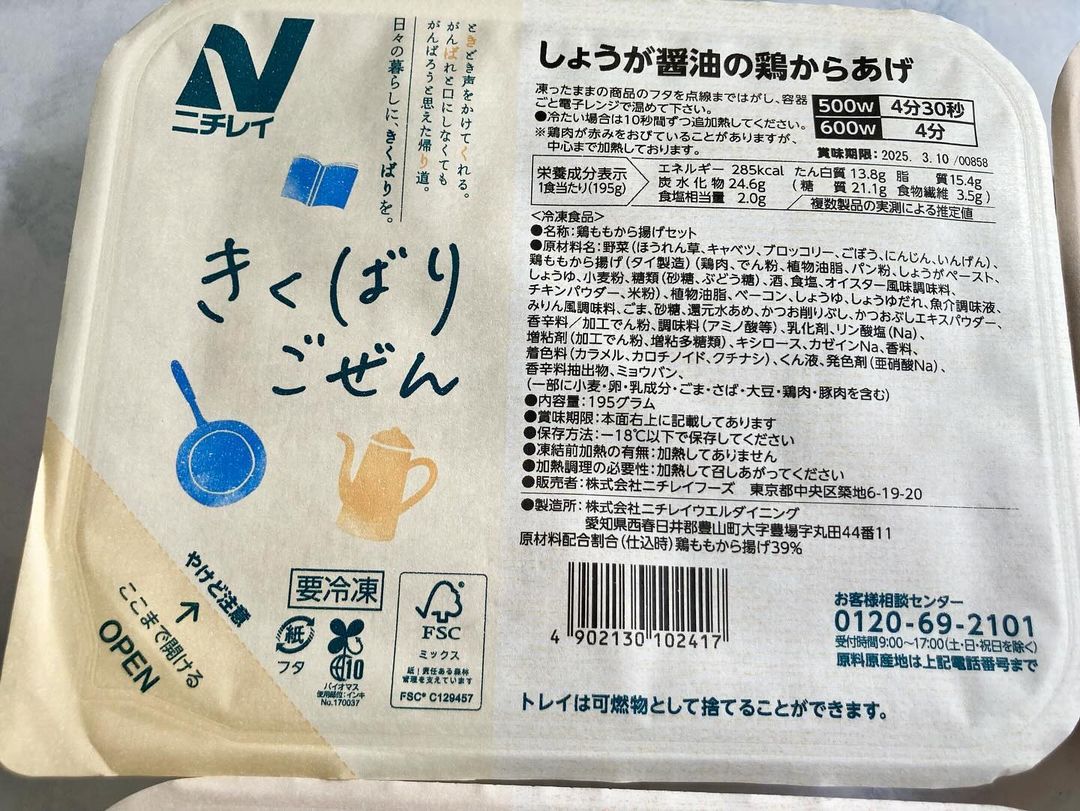 ニチレイ
ときどき声をかけてくれる。
がんばれと口にしなくても
がんばろうと思えた帰り道。
日々の暮らしに、きくばりを。
きくばり
ごぜん
やけど注意
ここまで開ける
OPEN
要冷凍
紙
フタ
10
バイオマス
使用部位:インキ
No.170037
FSC
ミックス
紙|責任ある森林
管理を支えています
FSC® C129457
しょうが醤油の鶏からあげ
凍ったままの商品のフタを点線まではがし、容器
ごと電子レンジで温めて下さい。
●冷たい場合は10秒間ずつ追加熱してください。
※鶏肉が赤みをおびていることがありますが、
中心まで加熱しております。
500w 4分30秒
600w 4分
賞味期限:2025. 3.10 /00858
栄養成分表示
1食当たり(195g)
エネルギー 285kcal たん白質 13.8g 脂 質15.4g
炭水化物 24.6g (糖 質 21.1g 食物繊維 3.5g)
食塩相当量 2.0g 複数製品の実測による推定値
<冷凍食品>
●名称:鶏ももから揚げセット
●原材料名:野菜(ほうれん草、キャベツ、ブロッコリー、ごぼう、にんじん、いんげん)、
鶏ももから揚げ(タイ製造)(鶏肉、でん粉、植物油脂、パン粉、しょうがペースト、
しょうゆ、小麦粉、糖類(砂糖、ぶどう糖)、酒、食塩、オイスター風味調味料、
チキンパウダー、米粉)、植物油脂、ベーコン、しょうゆ、しょうゆだれ、魚介調味液、
みりん風調味料、ごま、砂糖、還元水あめ、かつお削りぶし、かつおぶしエキスパウダー、
香辛料/加工でん粉、調味料(アミノ酸等)、乳化剤、リン酸塩(Na)、
増粘剤(加工でん粉、増粘多糖類)、キシロース、カゼインNa、香料、
着色料(カラメル、カロチノイド、クチナシ)、くん液、発色剤(亜硝酸Na)、
香辛料抽出物、ミョウバン、
(一部に小麦・卵・乳成分・ごま・さば・大豆・鶏肉・豚肉を含む)
●内容量:195グラム
●賞味期限:本面右上に記載してあります
●保存方法:−18℃以下で保存してください
●凍結前加熱の有無:加熱してありません
●加熱調理の必要性:加熱して召しあがってください
●販売者:株式会社ニチレイフーズ 東京都中央区築地6-19-20
●製造所:株式会社ニチレイウエルダイニング
愛知県西春日井郡豊山町大字豊場字丸田44番11
原材料配合割合(仕込時)鶏ももから揚げ39%
4 902130 102417
お客様相談センター
0120-69-2101
受付時間9:00~17:00(土・日・祝日を除く)
原料原産地は上記電話番号まで
トレイは可燃物として捨てることができます。